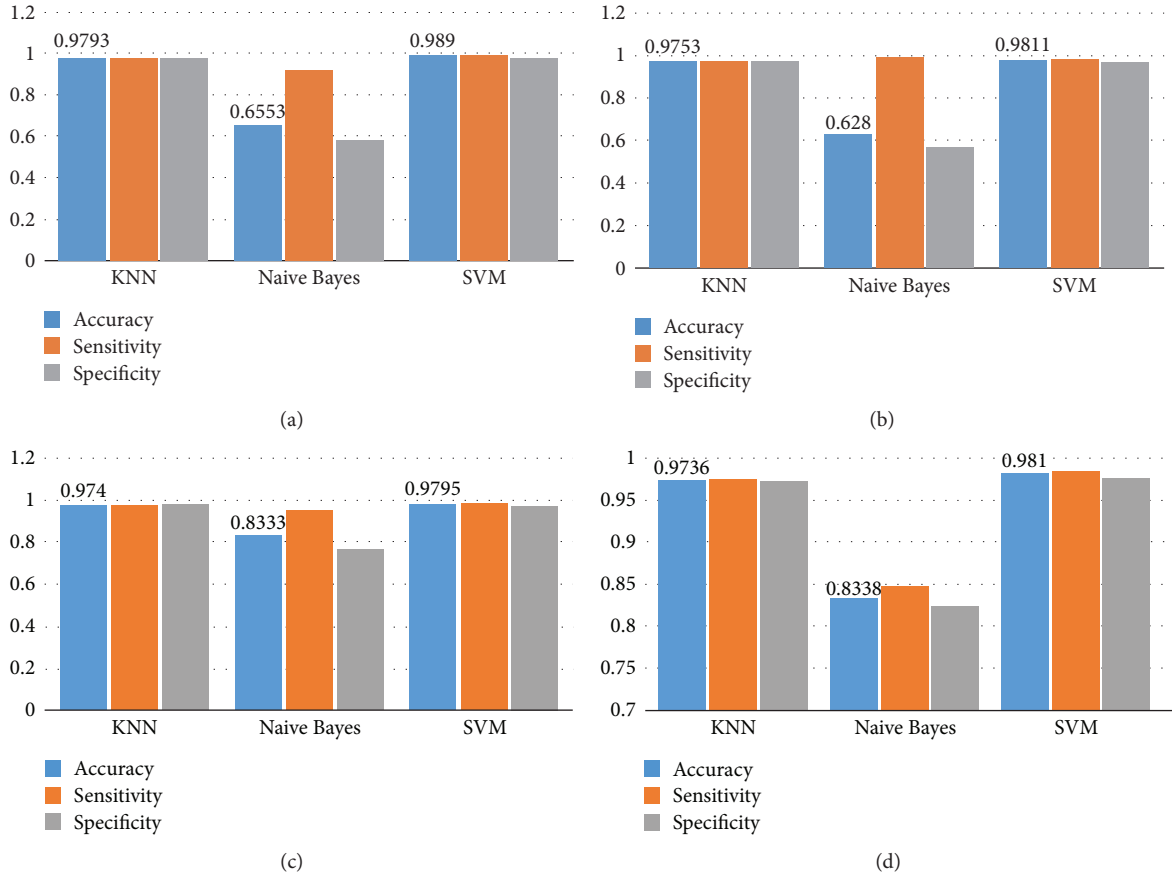 1.2
1
0.8
0.6
0.4
0.2
0
0.9793
0.6553
0.989
KNN Naive Bayes SVM
Accuracy
Sensitivity
Specificity
(a)
1.2
1
0.8
0.6
0.4
0.2
0
0.9753
0.628
0.9811
KNN Naive Bayes SVM
Accuracy
Sensitivity
Specificity
(b)
1.2
1
0.8
0.6
0.4
0.2
0
0.974
0.8333
0.9795
KNN Naive Bayes SVM
Accuracy
Sensitivity
Specificity
(c)
1
0.95
0.9
0.85
0.8
0.75
0.7
0.9736
0.8338
0.981
KNN Naive Bayes SVM
Accuracy
Sensitivity
Specificity
(d)